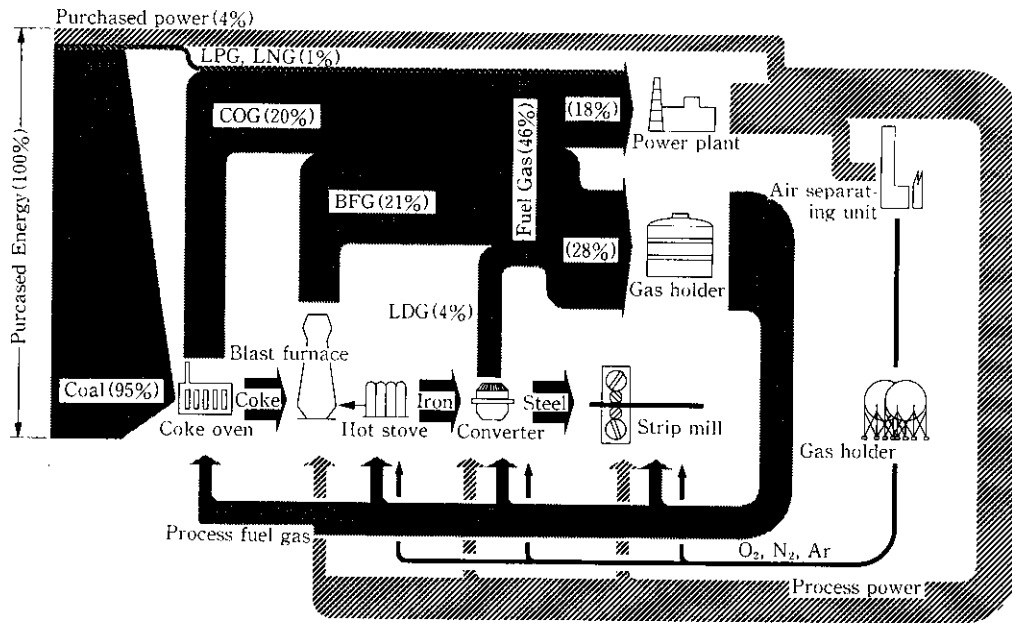 Purchased power(4%)
LPG, LNG(1%)
COG(20%)
(18%)
Power plant
Fuel Gas(46%)
Purcased Energy(100%)
BFG(21%)
Air separat-
ing unit
(28%)
Gas holder
LDG(4%)
Blast furnace
Coal(95%)
Coke
Iron
Steel
Coke oven
Hot stove
Converter
Strip mill
Gas holder
Process fuel gas
O₂, N₂, Ar
Process power